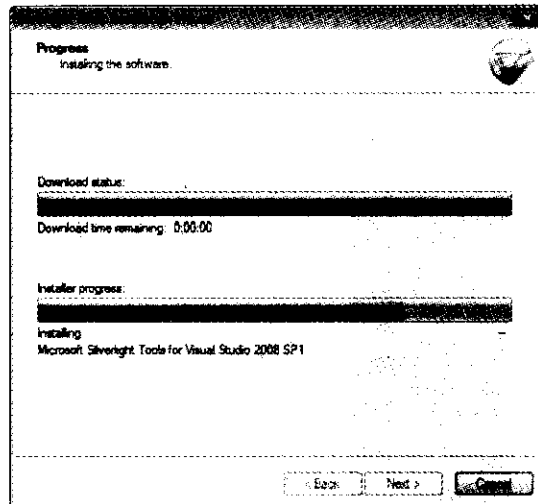 Progress
Installing the software.
Download status:
Download time remaining: 0:00:00
Installer progress:
Installing
Microsoft Silverlight Tools for Visual Studio 2008 SP1
< Back
Next >
Cancel